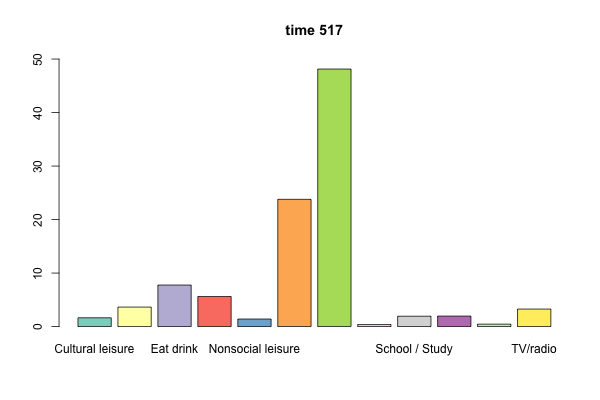 time 517
50
40
30
20
10
0
Cultural leisure
Eat drink
Nonsocial leisure
School / Study
TV/radio